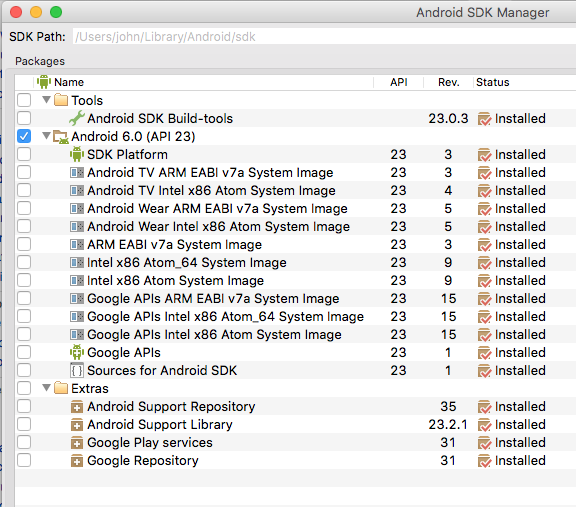 Android SDK Manager
SDK Path: /Users/john/Library/Android/sdk
Packages
Name API Rev. Status
Tools
Android SDK Build-tools 23.0.3 Installed
Android 6.0 (API 23)
SDK Platform 23 3 Installed
Android TV ARM EABI v7a System Image 23 3 Installed
Android TV Intel x86 Atom System Image 23 4 Installed
Android Wear ARM EABI v7a System Image 23 5 Installed
Android Wear Intel x86 Atom System Image 23 5 Installed
ARM EABI v7a System Image 23 3 Installed
Intel x86 Atom_64 System Image 23 9 Installed
Intel x86 Atom System Image 23 9 Installed
Google APIs ARM EABI v7a System Image 23 15 Installed
Google APIs Intel x86 Atom_64 System Image 23 15 Installed
Google APIs Intel x86 Atom System Image 23 15 Installed
Google APIs 23 1 Installed
Sources for Android SDK 23 1 Installed
Extras
Android Support Repository 35 Installed
Android Support Library 23.2.1 Installed
Google Play services 31 Installed
Google Repository 31 Installed